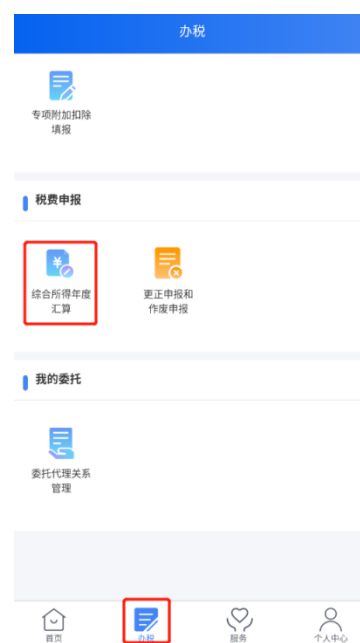 办税
专项附加扣除
填报
税费申报
综合所得年度
汇算
更正申报和
作废申报
我的委托
委托代理关系
管理
首页
办税
服务
个人中心